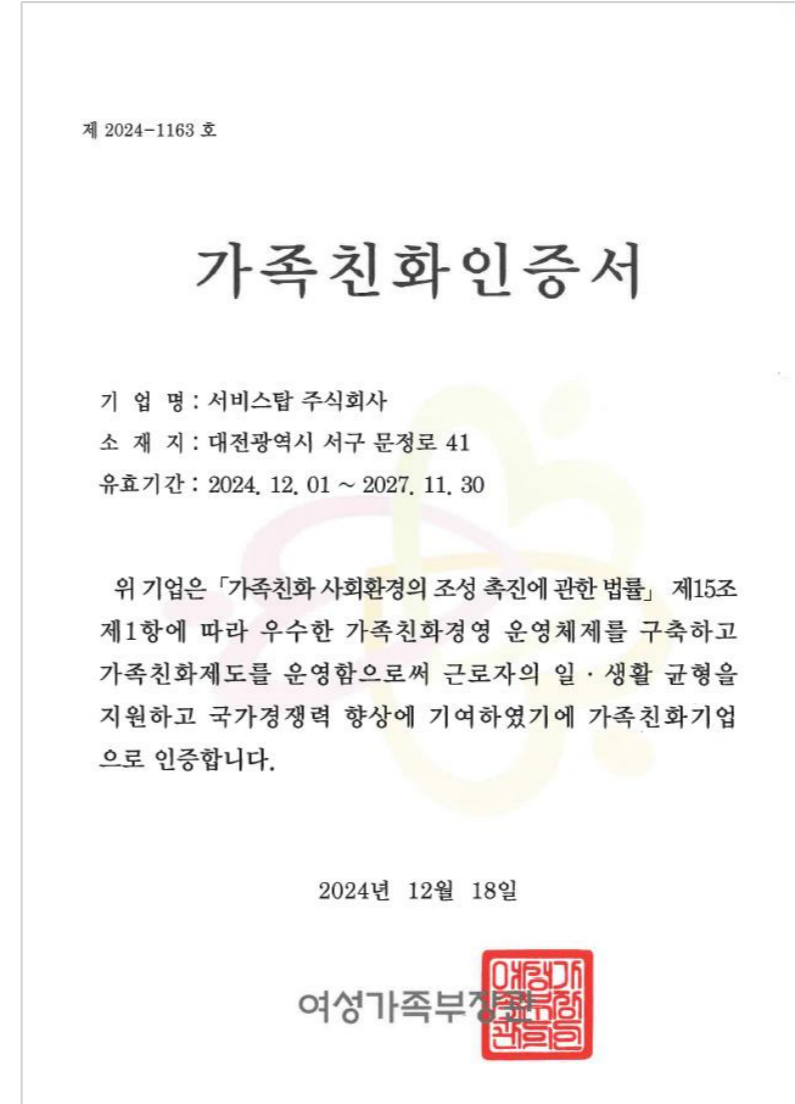 제 2024-1163 호
가족친화인증서
기 업 명 : 서비스탑 주식회사
소 재 지 : 대전광역시 서구 문정로 41
유효기간 : 2024. 12. 01 ~ 2027. 11. 30
위 기업은 「가족친화 사회환경의 조성 촉진에 관한 법률」 제15조
제1항에 따라 우수한 가족친화경영 운영체제를 구축하고
가족친화제도를 운영함으로써 근로자의 일 · 생활 균형을
지원하고 국가경쟁력 향상에 기여하였기에 가족친화기업
으로 인증합니다.
2024년 12월 18일
여성가족부장관